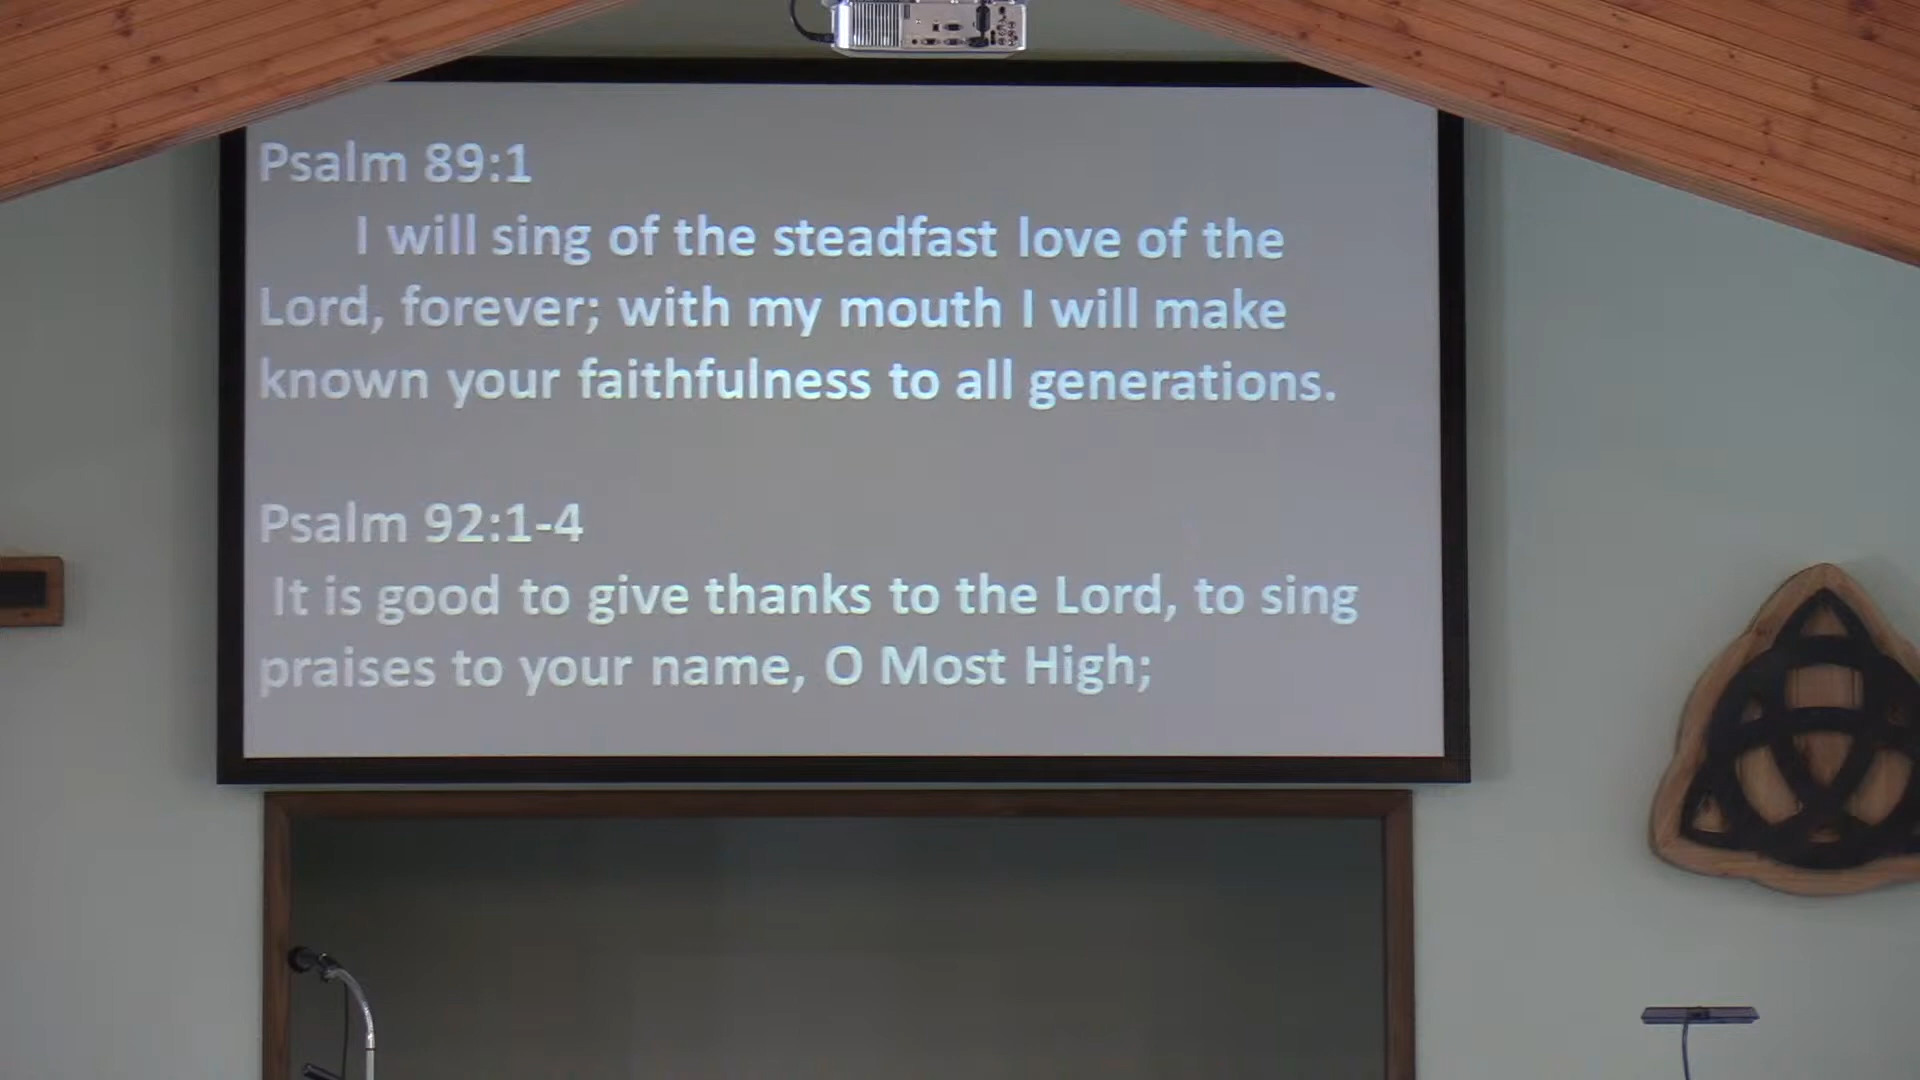 Psalm 89:1
I will sing of the steadfast love of the
Lord, forever; with my mouth I will make
known your faithfulness to all generations.
Psalm 92:1-4
It is good to give thanks to the Lord, to sing
praises to your name, O Most High;